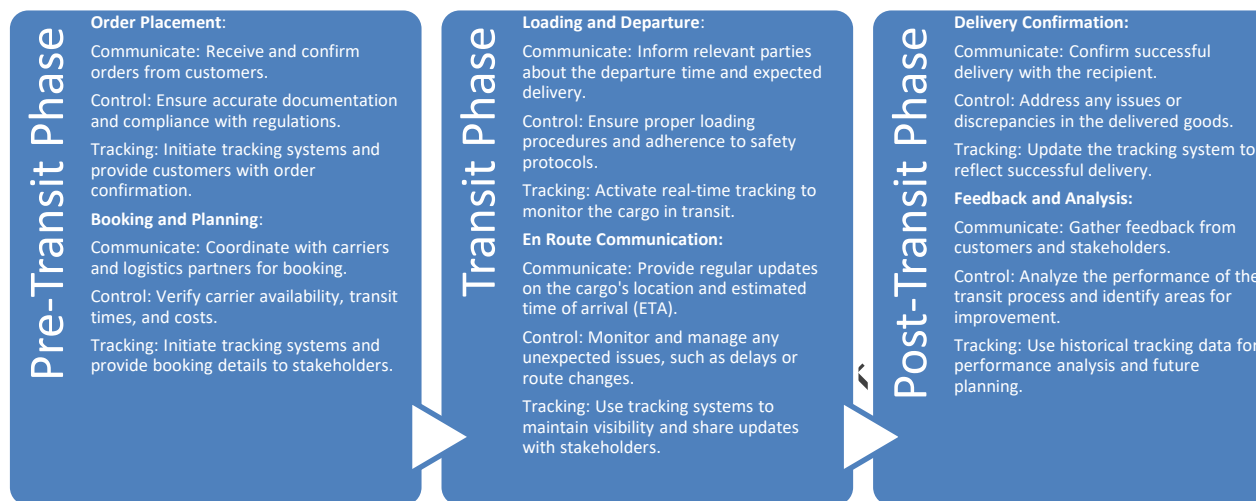 Pre-Transit Phase
Order Placement:
Communicate: Receive and confirm
orders from customers.
Control: Ensure accurate documentation
and compliance with regulations.
Tracking: Initiate tracking systems and
provide customers with order
confirmation.
Booking and Planning:
Communicate: Coordinate with carriers
and logistics partners for booking.
Control: Verify carrier availability, transit
times, and costs.
Tracking: Initiate tracking systems and
provide booking details to stakeholders.
Transit Phase
Loading and Departure:
Communicate: Inform relevant parties
about the departure time and expected
delivery.
Control: Ensure proper loading
procedures and adherence to safety
protocols.
Tracking: Activate real-time tracking to
monitor the cargo in transit.
En Route Communication:
Communicate: Provide regular updates
on the cargo's location and estimated
time of arrival (ETA).
Control: Monitor and manage any
unexpected issues, such as delays or
route changes.
Tracking: Use tracking systems to
maintain visibility and share updates
with stakeholders.
Post-Transit Phase
Delivery Confirmation:
Communicate: Confirm successful
delivery with the recipient.
Control: Address any issues or
discrepancies in the delivered goods.
Tracking: Update the tracking system to
reflect successful delivery.
Feedback and Analysis:
Communicate: Gather feedback from
customers and stakeholders.
Control: Analyze the performance of the
transit process and identify areas for
improvement.
Tracking: Use historical tracking data for
performance analysis and future
planning.